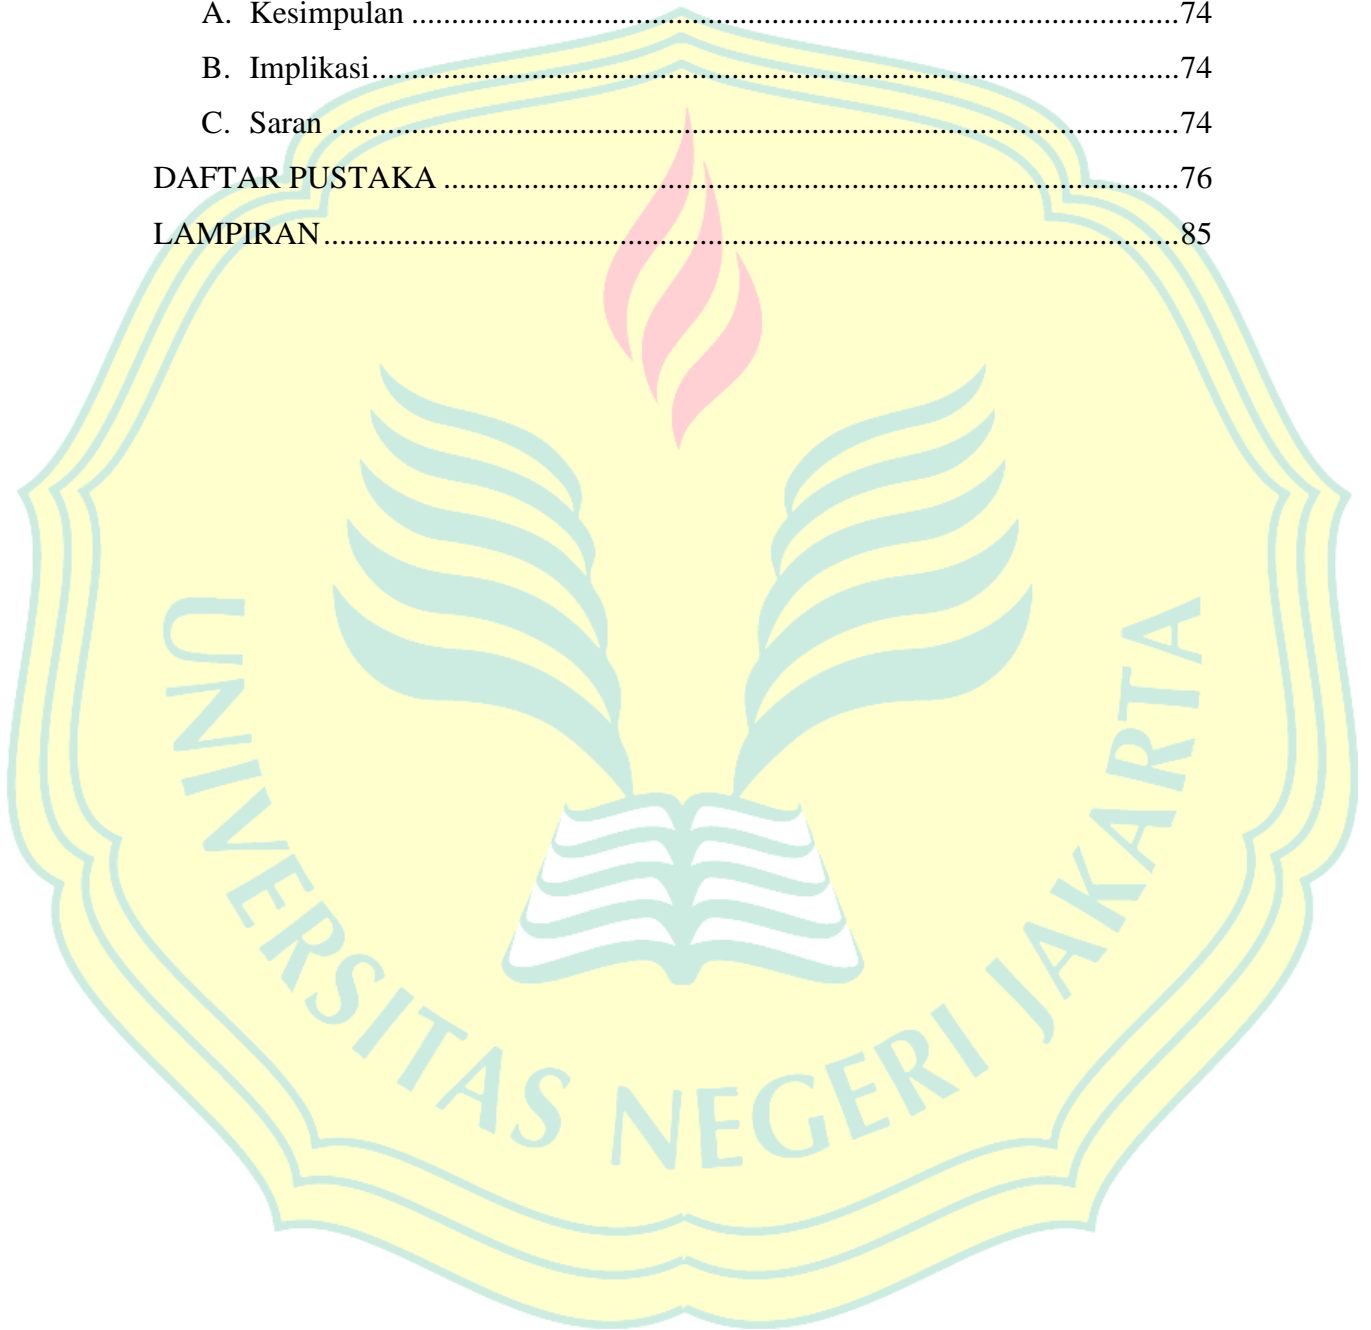 A. Kesimpulan ................................................................................................74
B. Implikasi.....................................................................................................74
C. Saran ..........................................................................................................74
DAFTAR PUSTAKA ............................................................................................76
LAMPIRAN...........................................................................................................85
UNIVERSITAS NEGERI JAKARTA